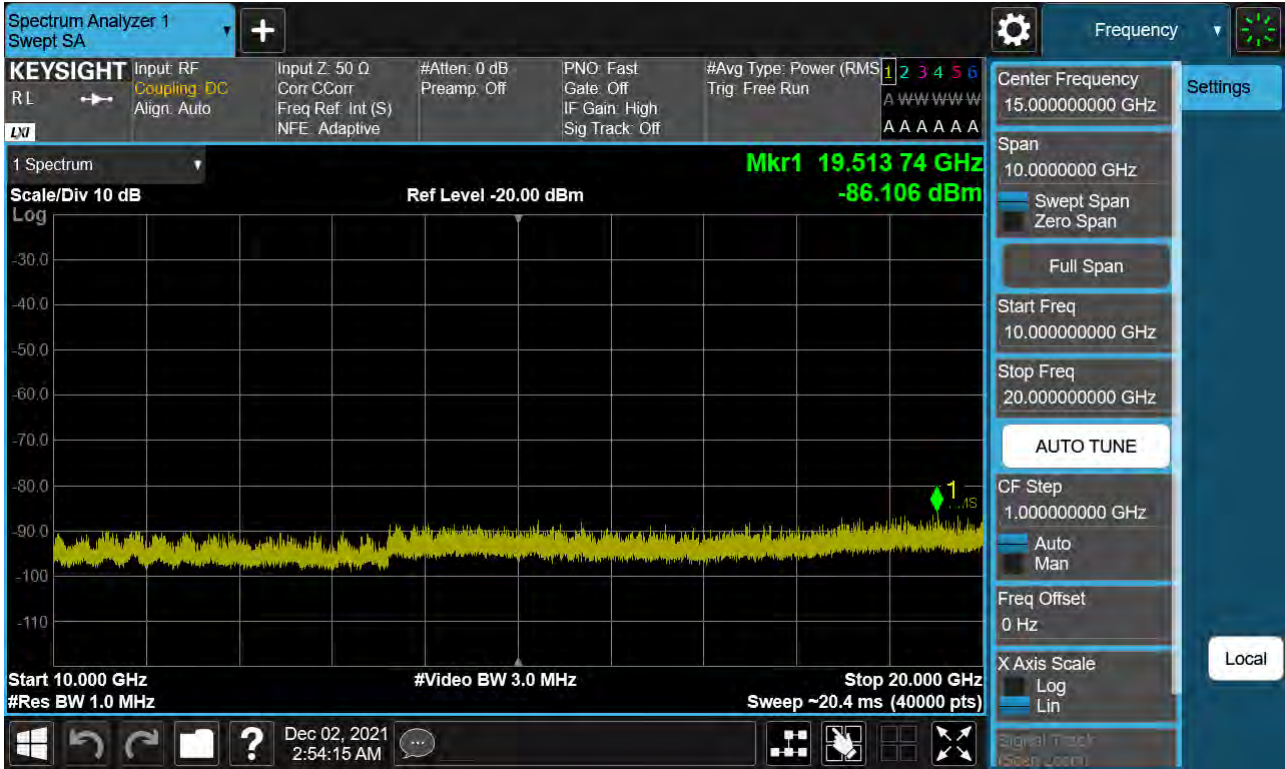 Spectrum Analyzer 1
Swept SA
Frequency
KEYSIGHT
R L
LXI
Input: RF
Coupling: DC
Align: Auto
Input Z: 50 Ω
Corr CCorr
Freq Ref: Int (S)
NFE: Adaptive
#Atten: 0 dB
Preamp: Off
PNO: Fast
Gate: Off
IF Gain: High
Sig Track: Off
#Avg Type: Power (RMS
Trig: Free Run
1 2 3 4 5 6
A W W W W W
A A A A A A
1 Spectrum
Scale/Div 10 dB
Log
Ref Level -20.00 dBm
Mkr1 19.513 74 GHz
-86.106 dBm
-30.0
-40.0
-50.0
-60.0
-70.0
-80.0
-90.0
-100
-110
1
Start 10.000 GHz
#Res BW 1.0 MHz
#Video BW 3.0 MHz
Stop 20.000 GHz
Sweep ~20.4 ms (40000 pts)
Dec 02, 2021
2:54:15 AM
Center Frequency
15.000000000 GHz
Span
10.0000000 GHz
Swept Span
Zero Span
Full Span
Start Freq
10.000000000 GHz
Stop Freq
20.000000000 GHz
AUTO TUNE
CF Step
1.000000000 GHz
Auto
Man
Freq Offset
0 Hz
X Axis Scale
Log
Lin
Signal Track
(Span Zoom)
Settings
Local